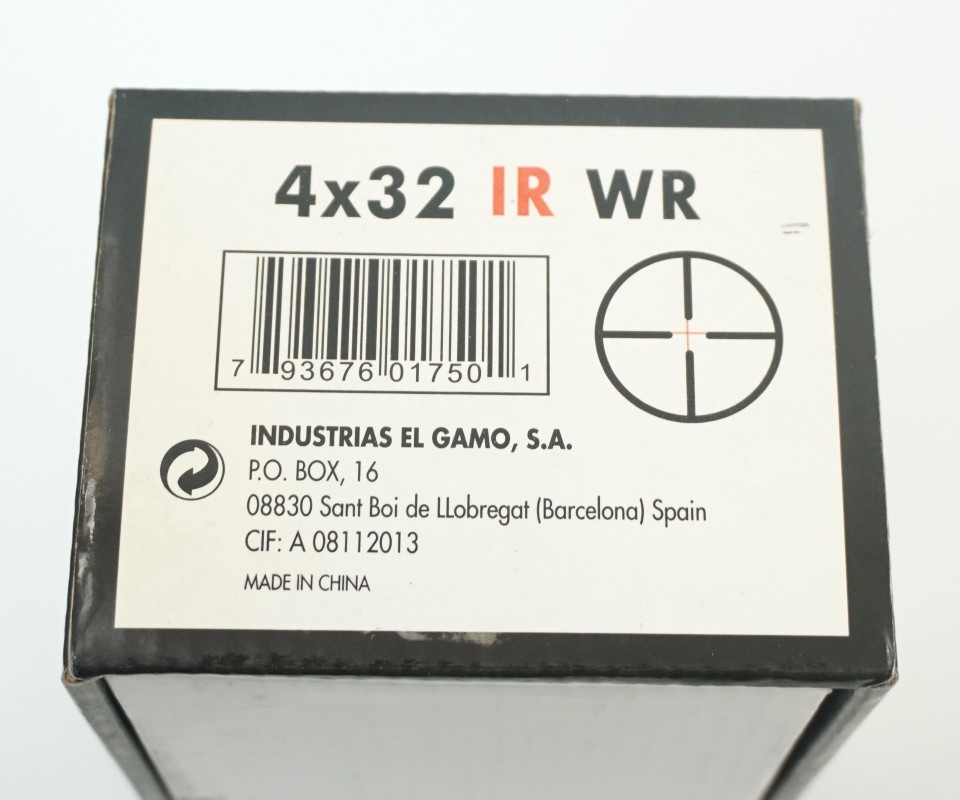 4x32 IR WR
7 93676 01750 1
INDUSTRIAS EL GAMO, S.A.
P.O. BOX, 16
08830 Sant Boi de LLobregat (Barcelona) Spain
CIF: A 08112013
MADE IN CHINA